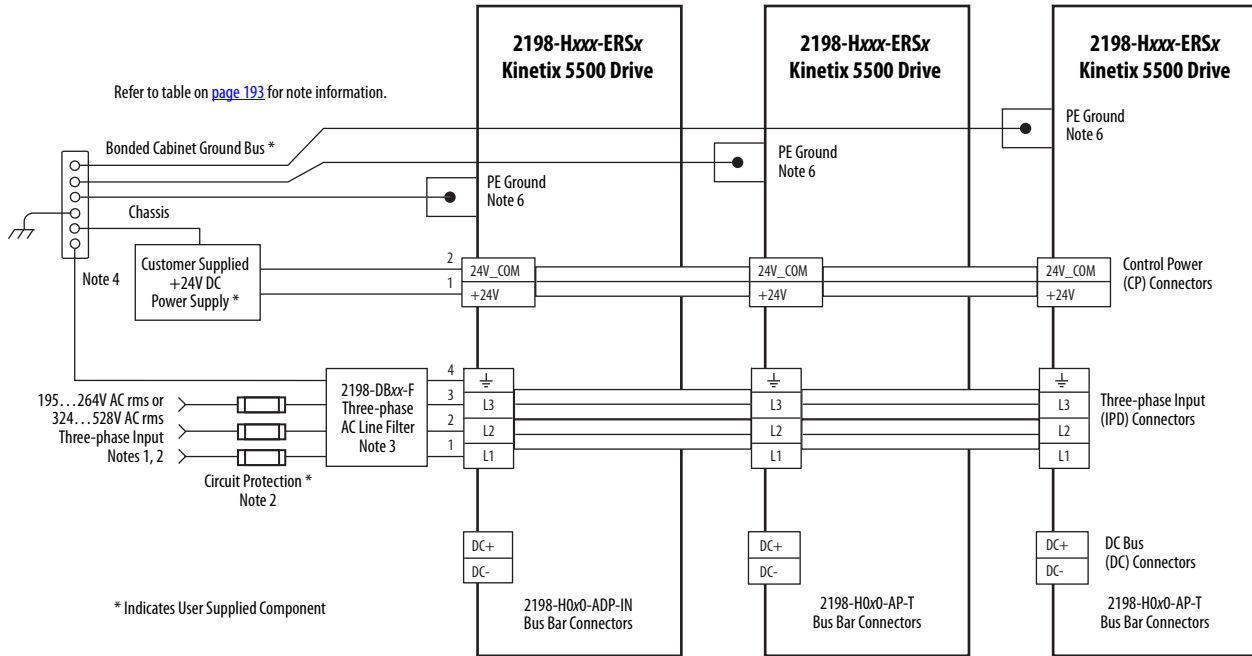 2198-Hxxx-ERSx
Kinetix 5500 Drive
2198-Hxxx-ERSx
Kinetix 5500 Drive
2198-Hxxx-ERSx
Kinetix 5500 Drive
Refer to table on page 193 for note information.
Bonded Cabinet Ground Bus *
PE Ground
Note 6
PE Ground
Note 6
PE Ground
Note 6
Chassis
Note 4
Customer Supplied
+24V DC
Power Supply *
2
1
24V_COM
+24V
24V_COM
+24V
24V_COM
+24V
Control Power
(CP) Connectors
195…264V AC rms or
324…528V AC rms
Three-phase Input
Notes 1, 2
Circuit Protection *
Note 2
2198-DBxx-F
Three-phase
AC Line Filter
Note 3
4
3
2
1
L3
L2
L1
L3
L2
L1
L3
L2
L1
Three-phase Input
(IPD) Connectors
DC+
DC-
DC+
DC-
DC+
DC-
DC Bus
(DC) Connectors
* Indicates User Supplied Component
2198-H0x0-ADP-IN
Bus Bar Connectors
2198-H0x0-AP-T
Bus Bar Connectors
2198-H0x0-AP-T
Bus Bar Connectors